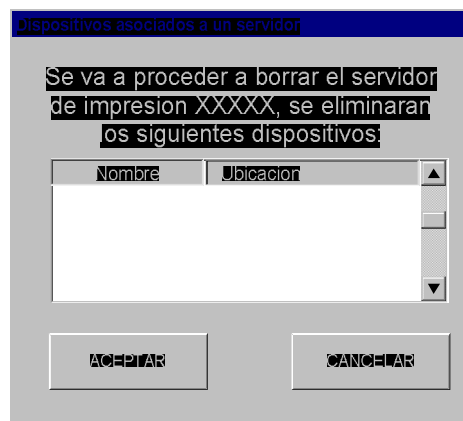 Dispositivos asociados a un servidor
Se va a proceder a borrar el servidor
de impresion XXXXX, se eliminaran
los siguientes dispositivos:
Nombre Ubicacion
ACEPTAR CANCELAR